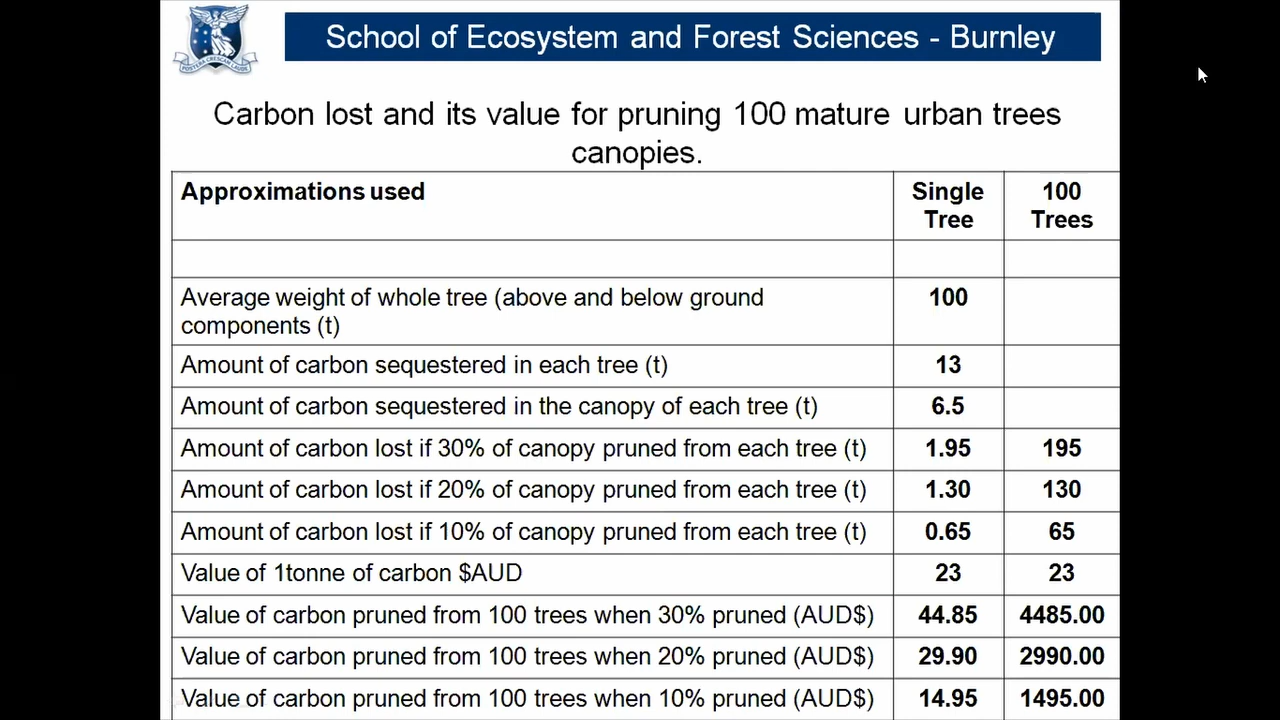 School of Ecosystem and Forest Sciences - Burnley
Carbon lost and its value for pruning 100 mature urban trees
canopies.
Approximations used
Single
Tree
100
Trees
Average weight of whole tree (above and below ground
components (t)
100
Amount of carbon sequestered in each tree (t) 13
Amount of carbon sequestered in the canopy of each tree (t) 6.5
Amount of carbon lost if 30% of canopy pruned from each tree (t) 1.95 195
Amount of carbon lost if 20% of canopy pruned from each tree (t) 1.30 130
Amount of carbon lost if 10% of canopy pruned from each tree (t) 0.65 65
Value of 1tonne of carbon $AUD 23 23
Value of carbon pruned from 100 trees when 30% pruned (AUD$) 44.85 4485.00
Value of carbon pruned from 100 trees when 20% pruned (AUD$) 29.90 2990.00
Value of carbon pruned from 100 trees when 10% pruned (AUD$) 14.95 1495.00